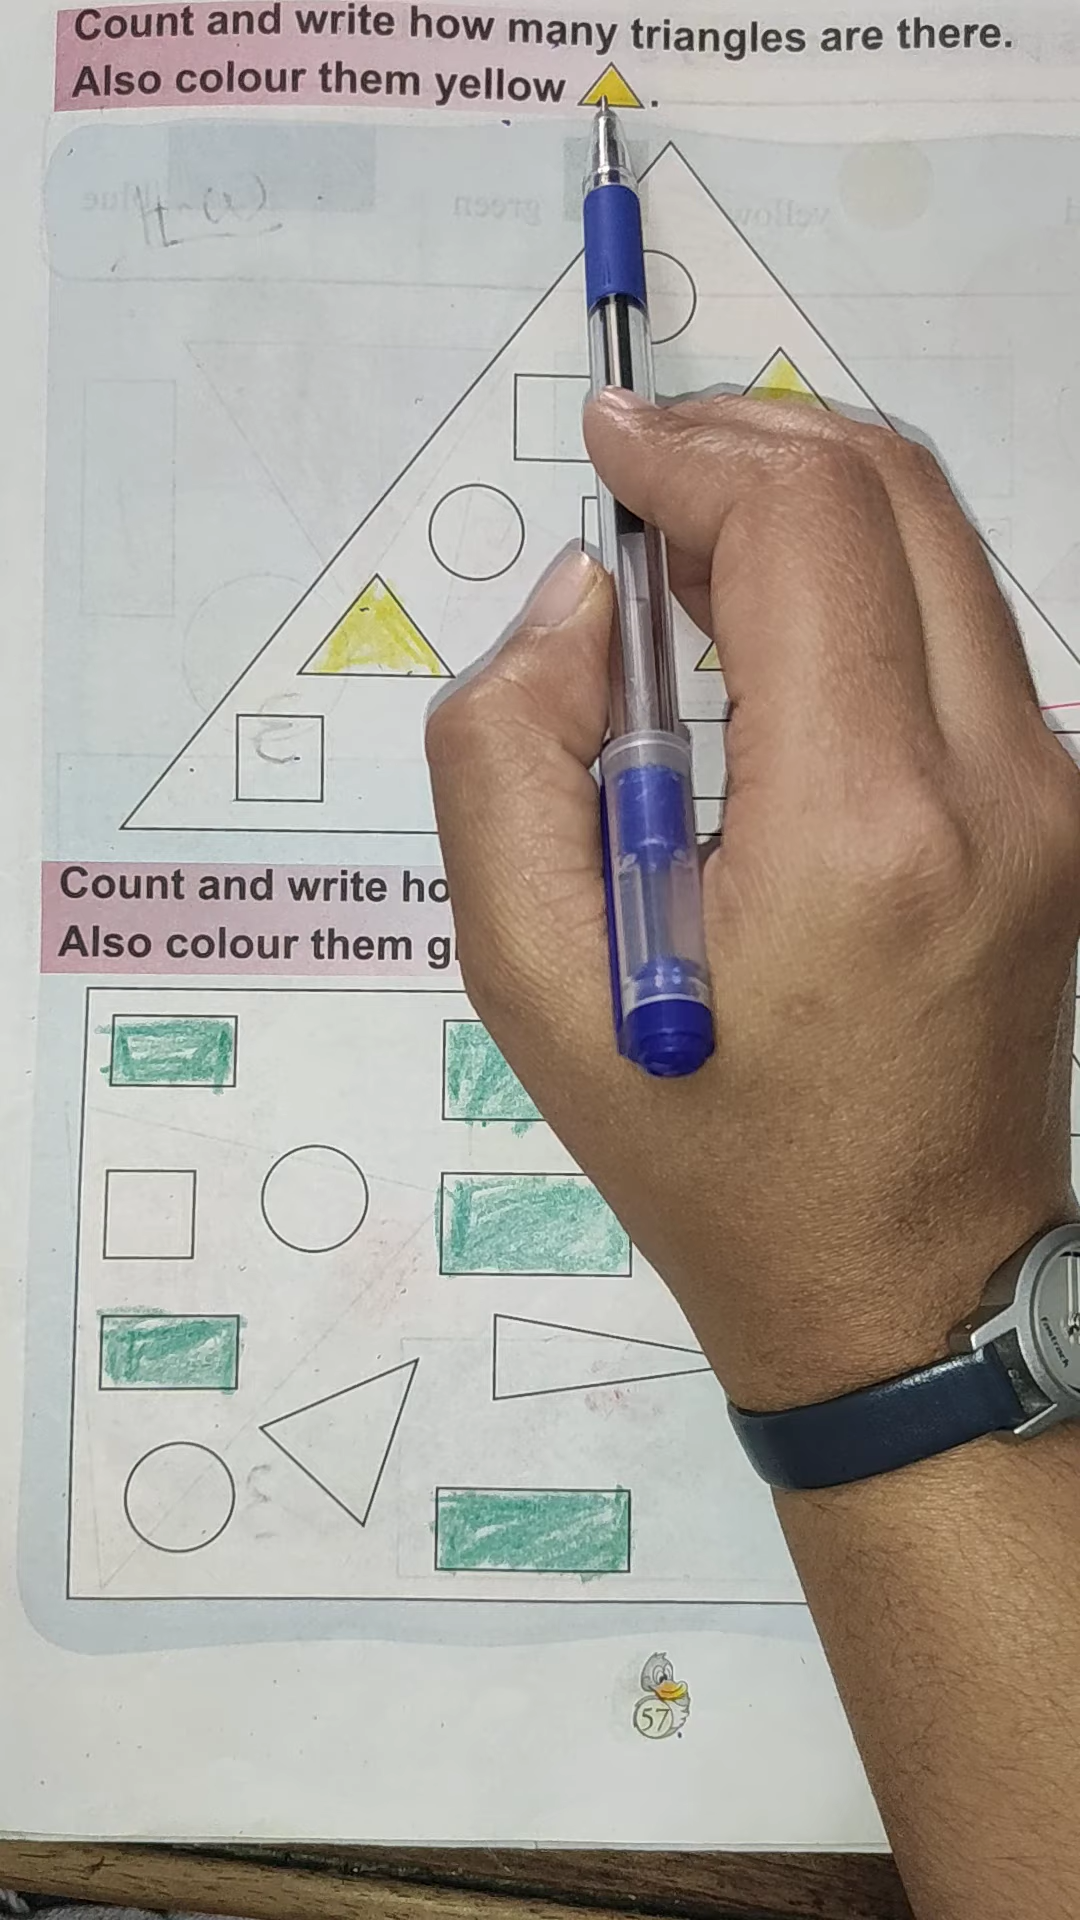 Count and write how many triangles are there.
Also colour them yellow .
Count and write ho
Also colour them g
57